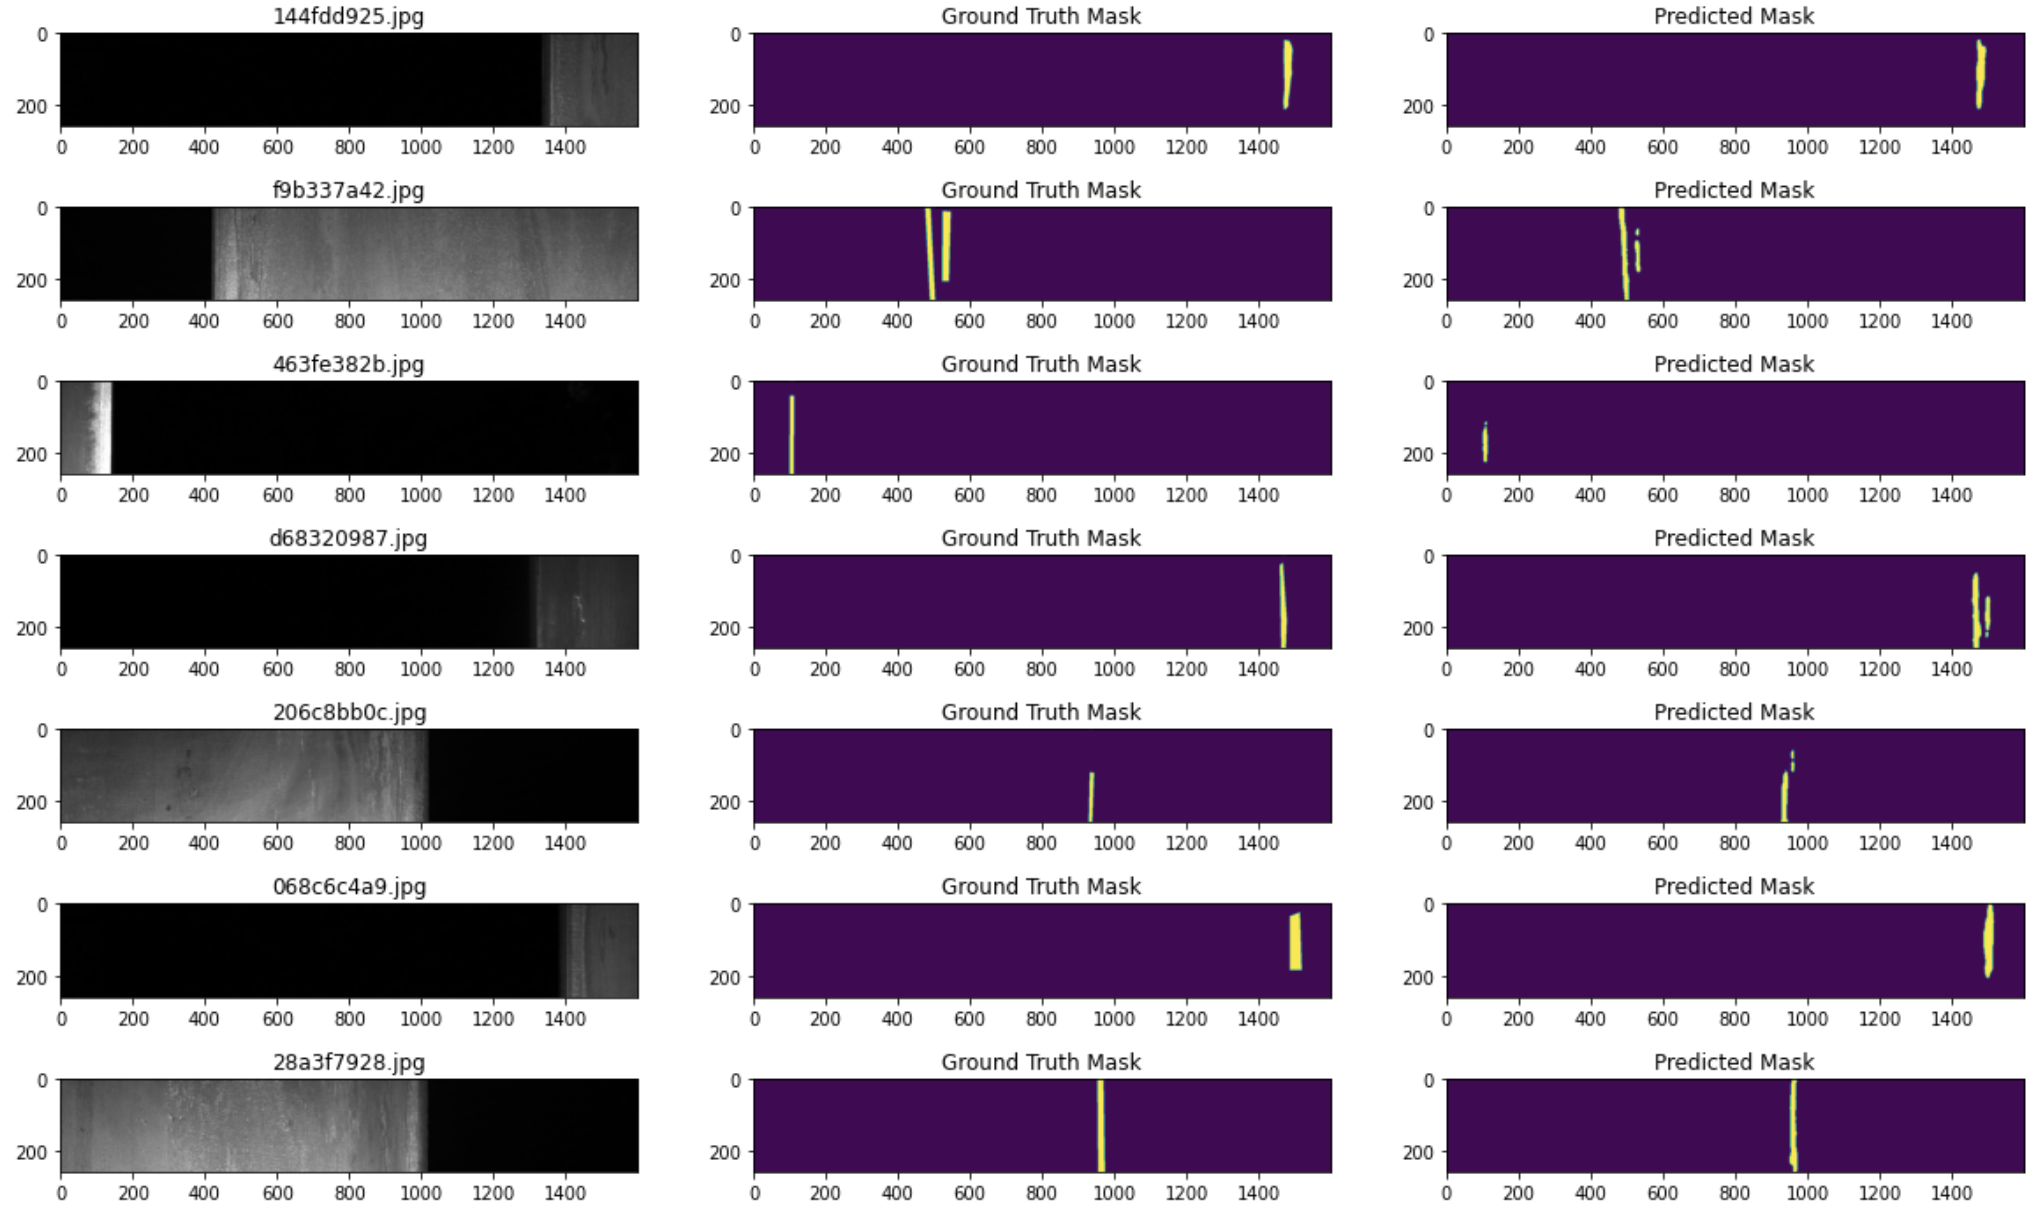 144fdd925.jpg Ground Truth Mask Predicted Mask
0 0 0
200 200 200
0 200 400 600 800 1000 1200 1400 0 200 400 600 800 1000 1200 1400 0 200 400 600 800 1000 1200 1400
f9b337a42.jpg Ground Truth Mask Predicted Mask
0 0 0
200 200 200
0 200 400 600 800 1000 1200 1400 0 200 400 600 800 1000 1200 1400 0 200 400 600 800 1000 1200 1400
463fe382b.jpg Ground Truth Mask Predicted Mask
0 0 0
200 200 200
0 200 400 600 800 1000 1200 1400 0 200 400 600 800 1000 1200 1400 0 200 400 600 800 1000 1200 1400
d68320987.jpg Ground Truth Mask Predicted Mask
0 0 0
200 200 200
0 200 400 600 800 1000 1200 1400 0 200 400 600 800 1000 1200 1400 0 200 400 600 800 1000 1200 1400
206c8bb0c.jpg Ground Truth Mask Predicted Mask
0 0 0
200 200 200
0 200 400 600 800 1000 1200 1400 0 200 400 600 800 1000 1200 1400 0 200 400 600 800 1000 1200 1400
068c6c4a9.jpg Ground Truth Mask Predicted Mask
0 0 0
200 200 200
0 200 400 600 800 1000 1200 1400 0 200 400 600 800 1000 1200 1400 0 200 400 600 800 1000 1200 1400
28a3f7928.jpg Ground Truth Mask Predicted Mask
0 0 0
200 200 200
0 200 400 600 800 1000 1200 1400 0 200 400 600 800 1000 1200 1400 0 200 400 600 800 1000 1200 1400